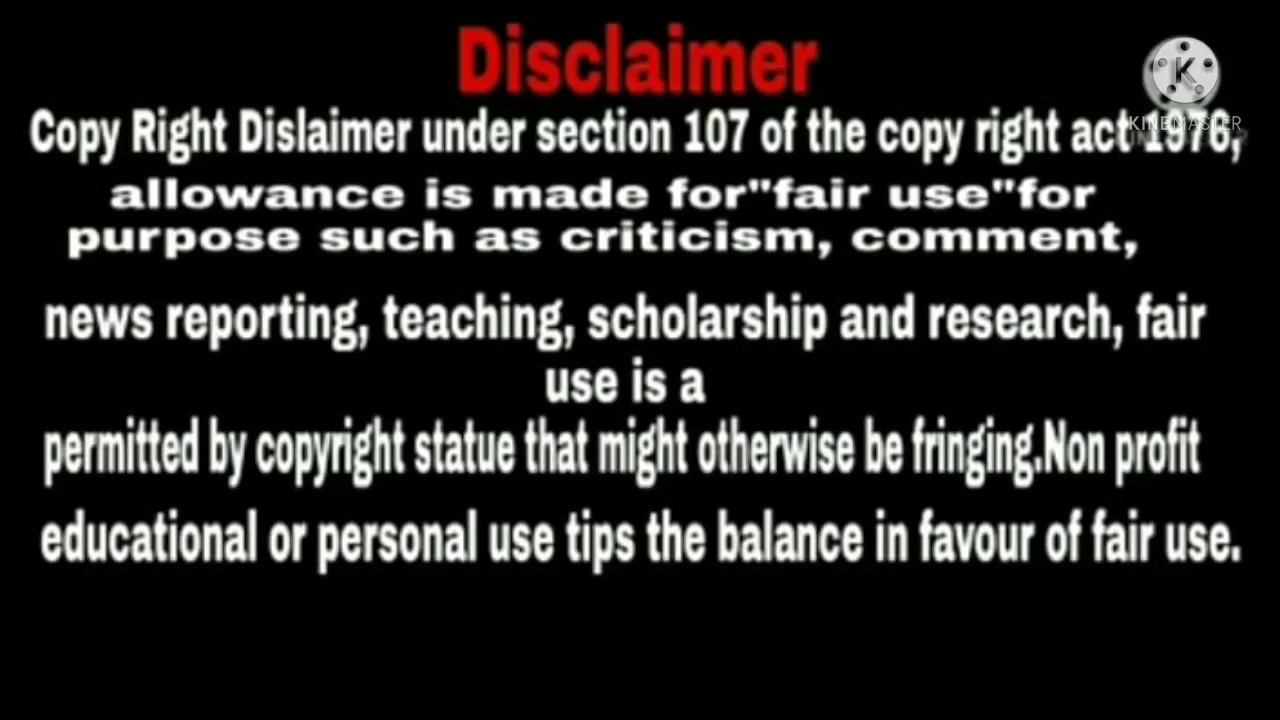 Disclaimer
K
KINEMASTER
Copy Right Dislaimer under section 107 of the copy right act 1976,
allowance is made for"fair use"for
purpose such as criticism, comment,
news reporting, teaching, scholarship and research, fair
use is a
permitted by copyright statue that might otherwise be fringing.Non profit
educational or personal use tips the balance in favour of fair use.